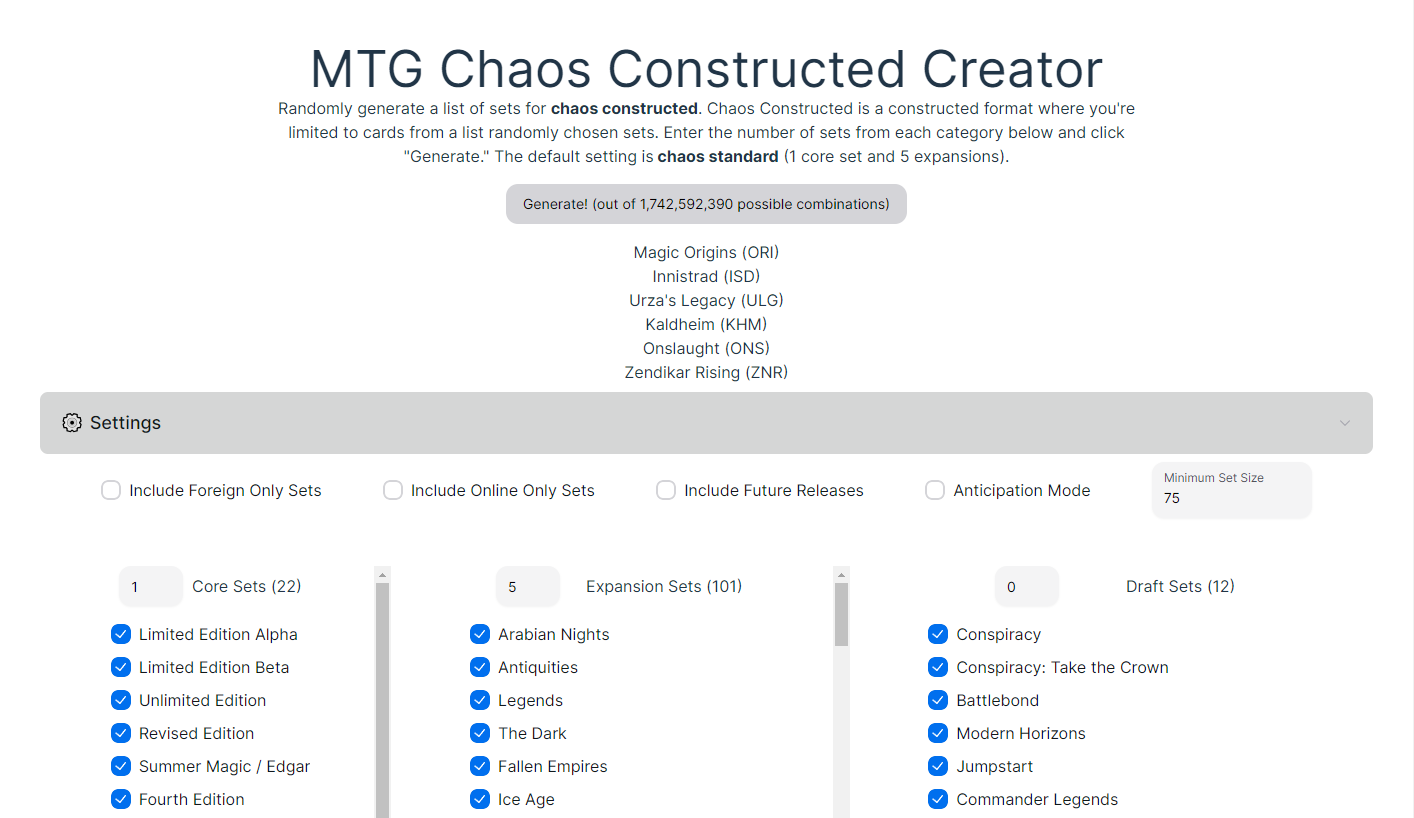 MTG Chaos Constructed Creator
Randomly generate a list of sets for chaos constructed. Chaos Constructed is a constructed format where you're
limited to cards from a list randomly chosen sets. Enter the number of sets from each category below and click
"Generate." The default setting is chaos standard (1 core set and 5 expansions).
Generate! (out of 1,742,592,390 possible combinations)
Magic Origins (ORI)
Innistrad (ISD)
Urza's Legacy (ULG)
Kaldheim (KHM)
Onslaught (ONS)
Zendikar Rising (ZNR)
Settings
Include Foreign Only Sets
Include Online Only Sets
Include Future Releases
Anticipation Mode
Minimum Set Size
75
1 Core Sets (22)
Limited Edition Alpha
Limited Edition Beta
Unlimited Edition
Revised Edition
Summer Magic / Edgar
Fourth Edition
5 Expansion Sets (101)
Arabian Nights
Antiquities
Legends
The Dark
Fallen Empires
Ice Age
0 Draft Sets (12)
Conspiracy
Conspiracy: Take the Crown
Battlebond
Modern Horizons
Jumpstart
Commander Legends